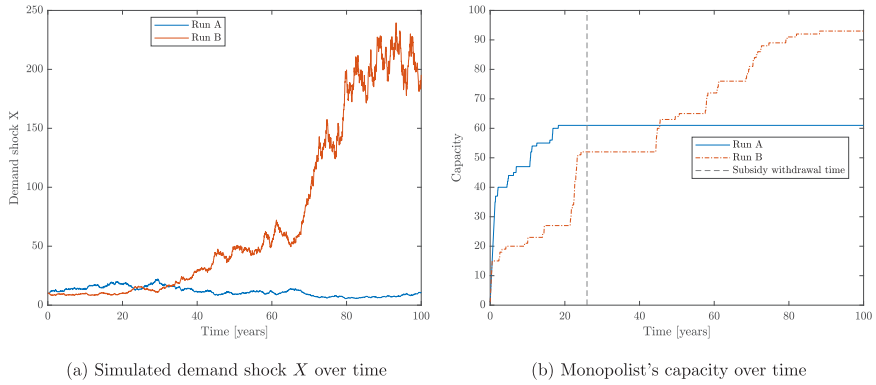 250
200
150
100
50
0
Demand shock X
Run A
Run B
0 20 40 60 80 100
Time [years]
(a) Simulated demand shock X over time
100
90
80
70
60
50
40
30
20
10
0
Capacity
Run A
Run B
Subsidy withdrawal time
0 20 40 60 80 100
Time [years]
(b) Monopolist's capacity over time